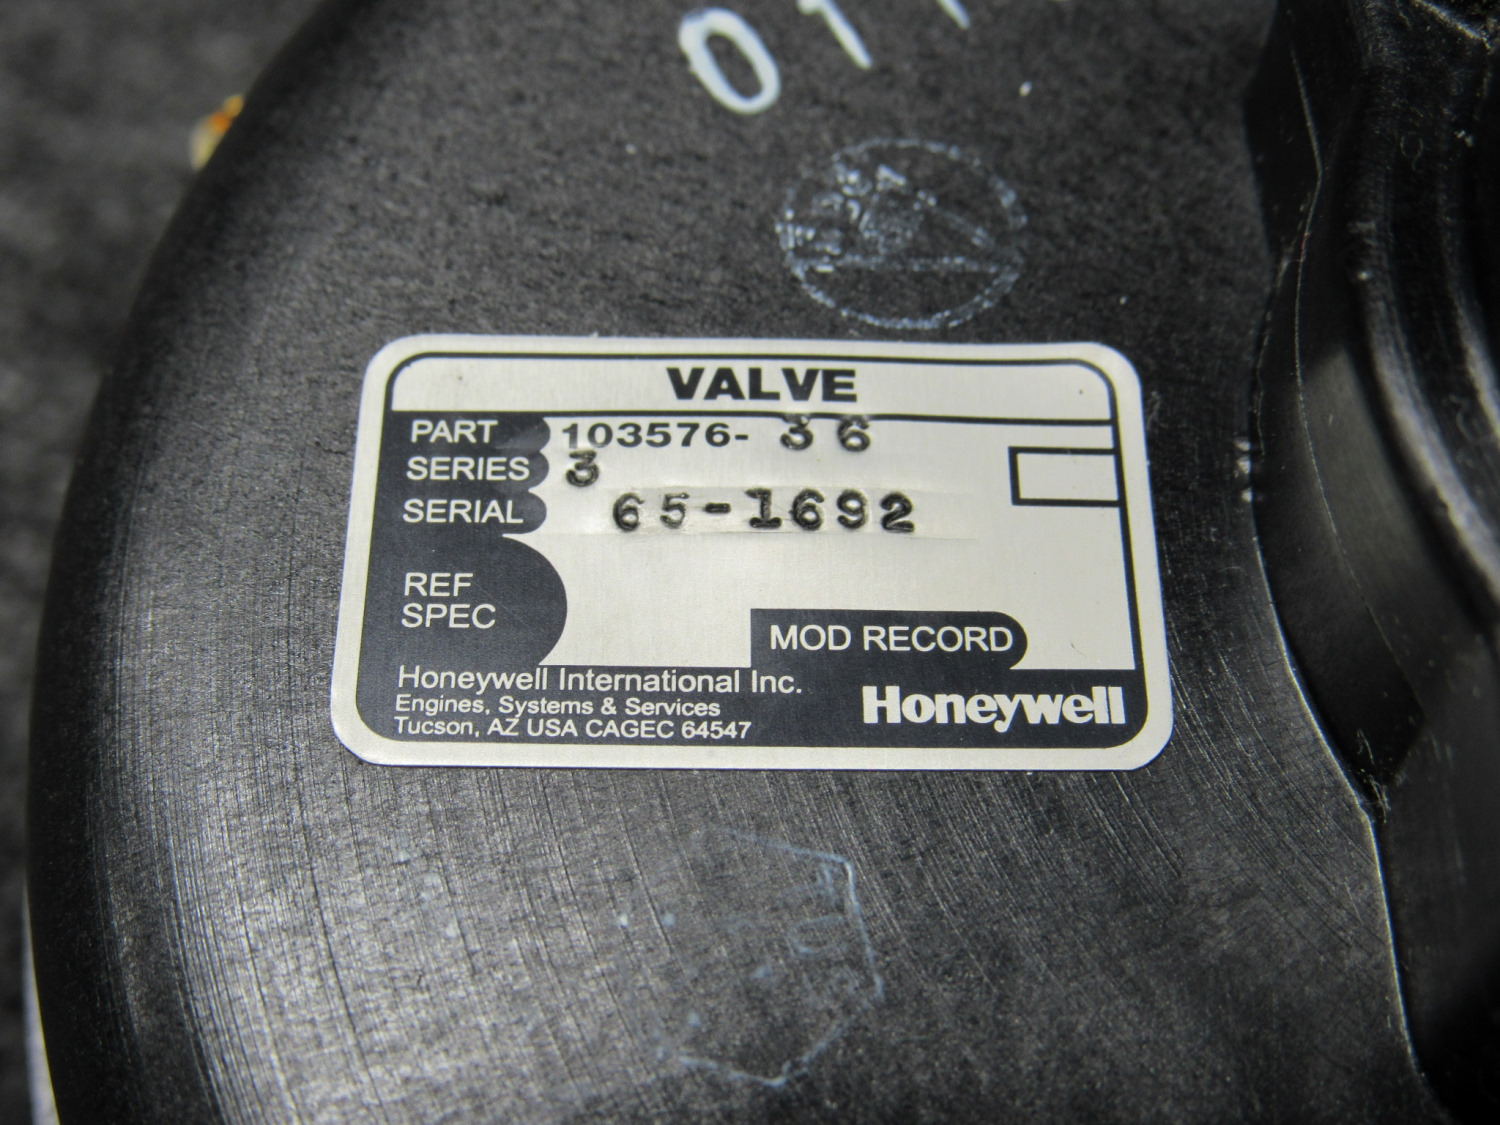 011
VALVE
PART 103576- 36
SERIES 3
SERIAL 65-1692
REF
SPEC
MOD RECORD
Honeywell International Inc.
Engines, Systems & Services
Tucson, AZ USA CAGEC 64547
Honeywell